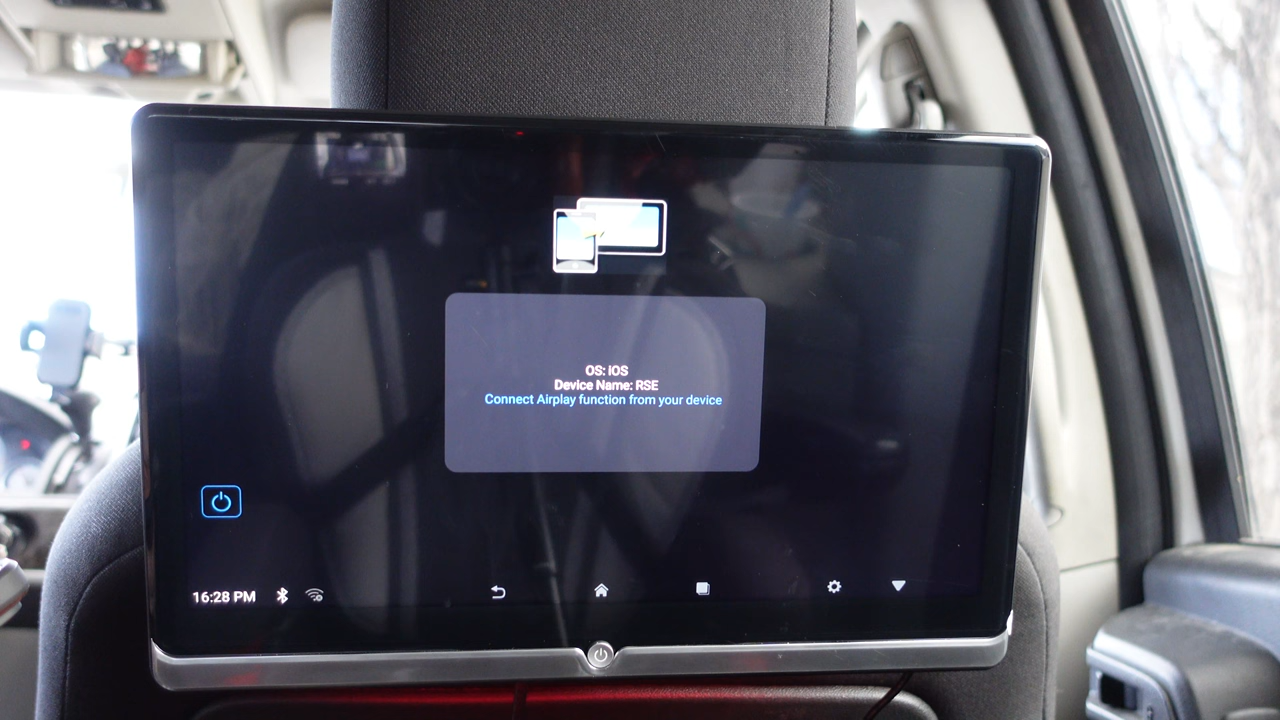 OS: iOS
Device Name: RSE
Connect Airplay function from your device
16:28 PM